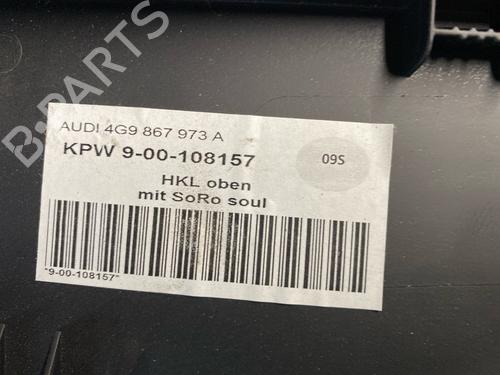 B-PARTS
AUDI 4G9 867 973 A
KPW 9-00-108157
09S
HKL oben
mit SoRo soul
"9-00-108157"